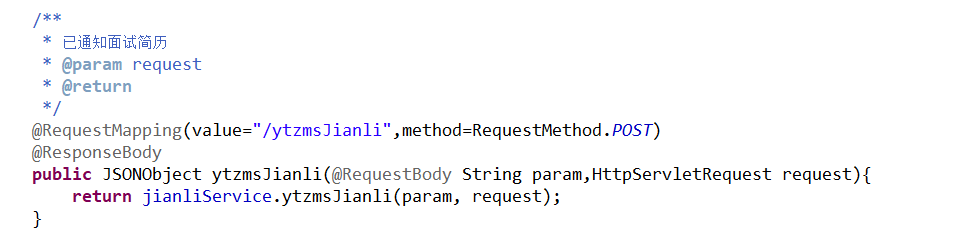 /**
 * 已通知面试简历
 * @param request
 * @return
 */
@RequestMapping(value="/ytzmsJianli",method=RequestMethod.POST)
@ResponseBody
public JSONObject ytzmsJianli(@RequestBody String param,HttpServletRequest request){
    return jianliService.ytzmsJianli(param, request);
}